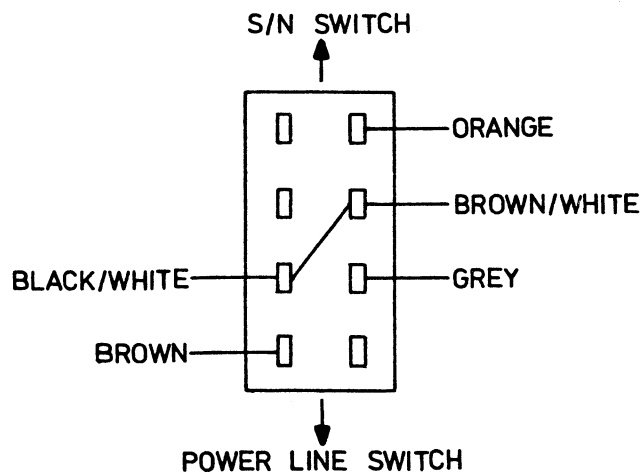 S/N SWITCH
ORANGE
BROWN/WHITE
BLACK/WHITE
GREY
BROWN
POWER LINE SWITCH